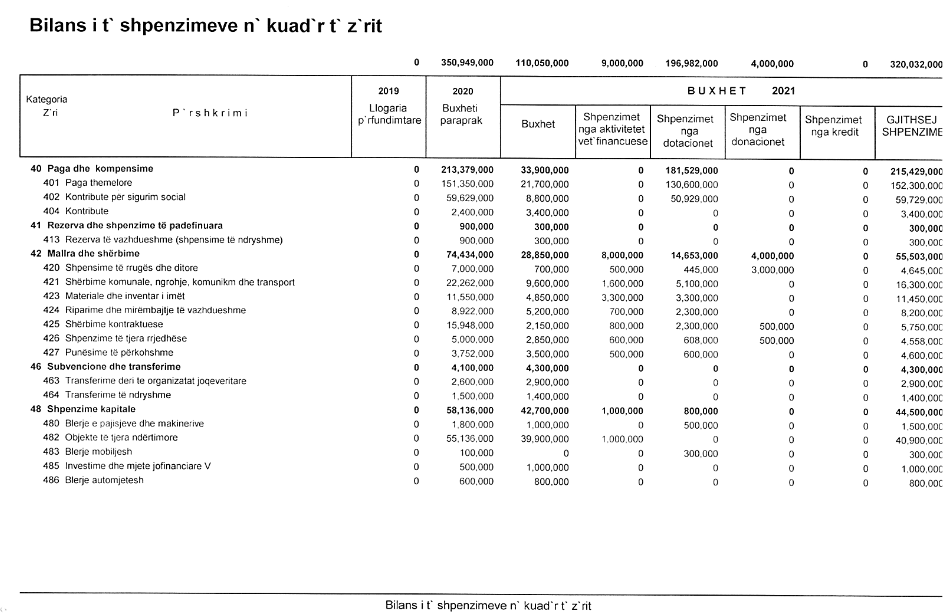 Bilans i t` shpenzimeve n` kuad`r t` z`rit
0 350,949,000 110,050,000 9,000,000 196,982,000 4,000,000 0 320,032,000
Kategoria Z`ri P`rshkrimi 2019 Llogaria p`rfundimtare 2020 Buxheti paraprak BUXHET 2021
Buxhet Shpenzimet nga aktivitetet vet`financuese Shpenzimet nga dotacionet Shpenzimet nga donacionet Shpenzimet nga kredit GJITHSEJ SHPENZIME
40 Paga dhe kompensime 0 213,379,000 33,900,000 0 181,529,000 0 0 215,429,000
401 Paga themelore 0 151,350,000 21,700,000 0 130,600,000 0 0 152,300,000
402 Kontribute për sigurim social 0 59,629,000 8,800,000 0 50,929,000 0 0 59,729,000
404 Kontribute 0 2,400,000 3,400,000 0 0 0 0 3,400,000
41 Rezerva dhe shpenzime të padefinuara 0 900,000 300,000 0 0 0 0 300,000
413 Rezerva të vazhdueshme (shpensime të ndryshme) 0 900,000 300,000 0 0 0 0 300,000
42 Mallra dhe shërbime 0 74,434,000 28,850,000 8,000,000 14,653,000 4,000,000 0 55,503,000
420 Shpensime të rrugës dhe ditore 0 7,000,000 700,000 500,000 445,000 3,000,000 0 4,645,000
421 Shërbime komunale, ngrohje, komunikm dhe transport 0 22,262,000 9,600,000 1,600,000 5,100,000 0 0 16,300,000
423 Materiale dhe inventar i imët 0 11,550,000 4,850,000 3,300,000 3,300,000 0 0 11,450,000
424 Riparime dhe mirëmbajtje të vazhdueshme 0 8,922,000 5,200,000 700,000 2,300,000 0 0 8,200,000
425 Shërbime kontraktuese 0 15,948,000 2,150,000 800,000 2,300,000 500,000 0 5,750,000
426 Shpenzime të tjera rrjedhëse 0 5,000,000 2,850,000 600,000 608,000 500,000 0 4,558,000
427 Punësime të përkohshme 0 3,752,000 3,500,000 500,000 600,000 0 0 4,600,000
46 Subvencione dhe transferime 0 4,100,000 4,300,000 0 0 0 0 4,300,000
463 Transferime deri te organizatat joqeveritare 0 2,600,000 2,900,000 0 0 0 0 2,900,000
464 Transferime të ndryshme 0 1,500,000 1,400,000 0 0 0 0 1,400,000
48 Shpenzime kapitale 0 58,136,000 42,700,000 1,000,000 800,000 0 0 44,500,000
480 Blerje e pajisjeve dhe makinerive 0 1,800,000 1,000,000 0 500,000 0 0 1,500,000
482 Objekte të tjera ndërtimore 0 55,136,000 39,900,000 1,000,000 0 0 0 40,900,000
483 Blerje mobiljesh 0 100,000 0 0 300,000 0 0 300,000
485 Investime dhe mjete jofinanciare V 0 500,000 1,000,000 0 0 0 0 1,000,000
486 Blerje automjetesh 0 600,000 800,000 0 0 0 0 800,000
Bilans i t` shpenzimeve n` kuad`r t` z`rit